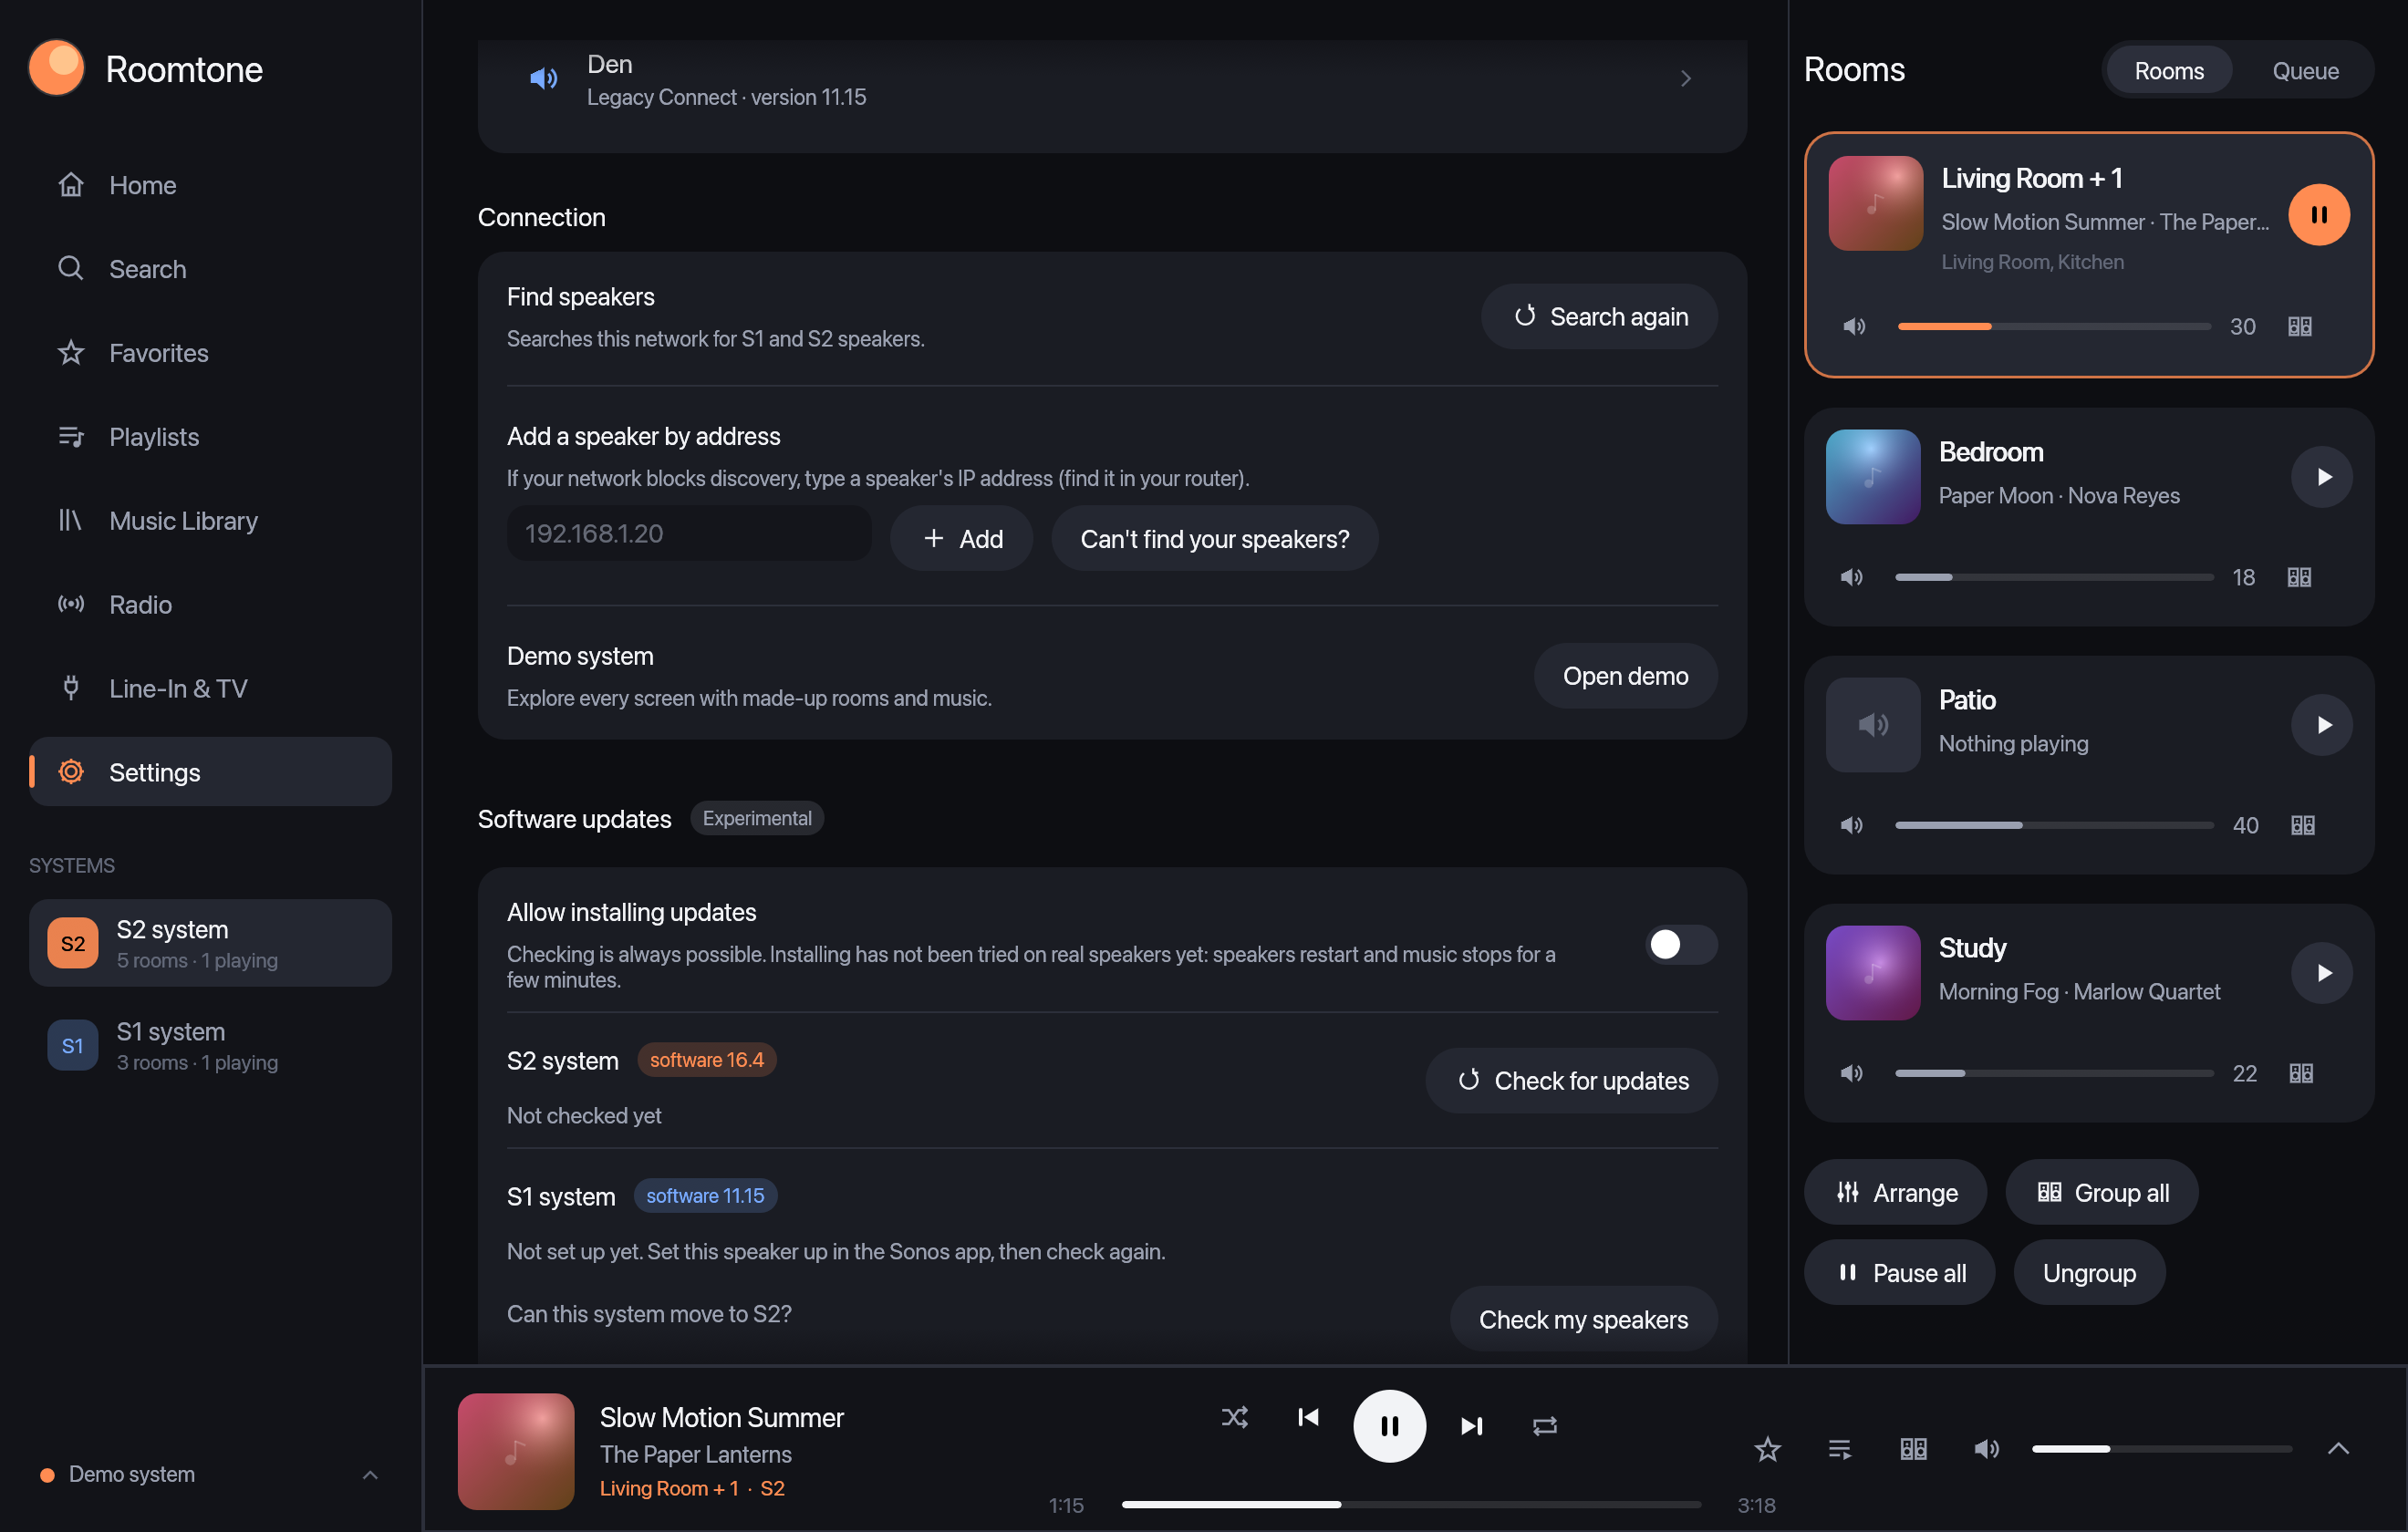 Roomtone
Home
Search
Favorites
Playlists
Music Library
Radio
Line-In & TV
Settings
SYSTEMS
S2
S2 system
5 rooms · 1 playing
S1
S1 system
3 rooms · 1 playing
Demo system
Den
Legacy Connect · version 11.15
Connection
Find speakers
Searches this network for S1 and S2 speakers.
Search again
Add a speaker by address
If your network blocks discovery, type a speaker's IP address (find it in your router).
192.168.1.20
Add
Can't find your speakers?
Demo system
Explore every screen with made-up rooms and music.
Open demo
Software updates
Experimental
Allow installing updates
Checking is always possible. Installing has not been tried on real speakers yet: speakers restart and music stops for a
few minutes.
S2 system
software 16.4
Not checked yet
Check for updates
S1 system
software 11.15
Not set up yet. Set this speaker up in the Sonos app, then check again.
Can this system move to S2?
Check my speakers
Rooms
Rooms
Queue
Living Room + 1
Slow Motion Summer · The Paper...
Living Room, Kitchen
30
Bedroom
Paper Moon · Nova Reyes
18
Patio
Nothing playing
40
Study
Morning Fog · Marlow Quartet
22
Arrange
Group all
Pause all
Ungroup
Slow Motion Summer
The Paper Lanterns
Living Room + 1 · S2
1:15
3:18